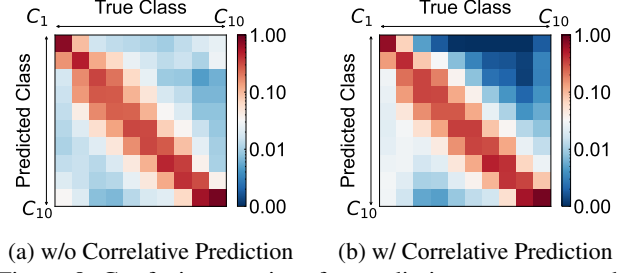 C1 True Class C10
Predicted Class
C10
1.00
0.10
0.01
0.00
C1 True Class C10
Predicted Class
C10
1.00
0.10
0.01
0.00
(a) w/o Correlative Prediction (b) w/ Correlative Prediction